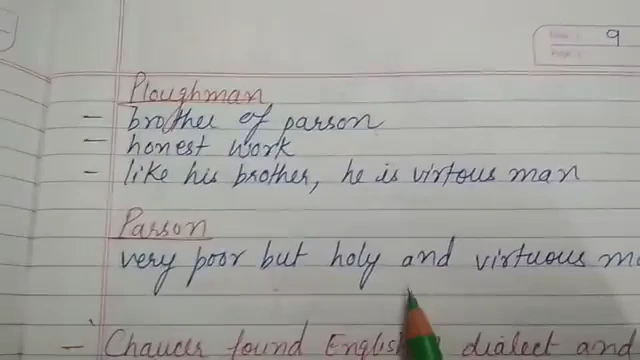 9
Ploughman
- brother of parson
- honest work
- like his brother, he is virtous man
Parson
very poor but holy and virtuous
- Chaucer found English dialect and